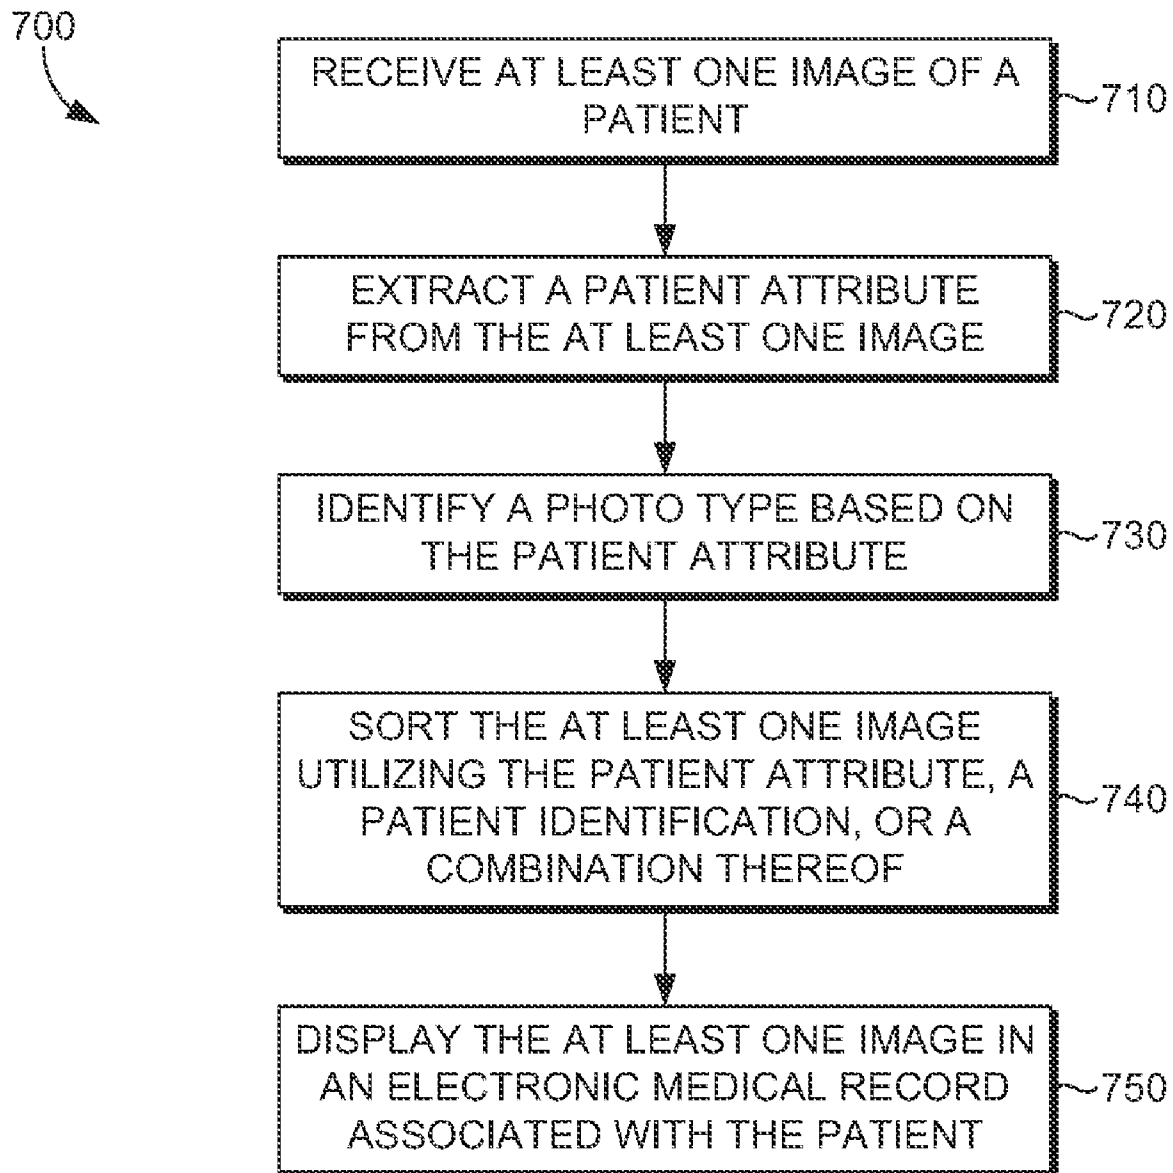 700
RECEIVE AT LEAST ONE IMAGE OF A
PATIENT
710
EXTRACT A PATIENT ATTRIBUTE
FROM THE AT LEAST ONE IMAGE
720
IDENTIFY A PHOTO TYPE BASED ON
THE PATIENT ATTRIBUTE
730
SORT THE AT LEAST ONE IMAGE
UTILIZING THE PATIENT ATTRIBUTE, A
PATIENT IDENTIFICATION, OR A
COMBINATION THEREOF
740
DISPLAY THE AT LEAST ONE IMAGE IN
AN ELECTRONIC MEDICAL RECORD
ASSOCIATED WITH THE PATIENT
750